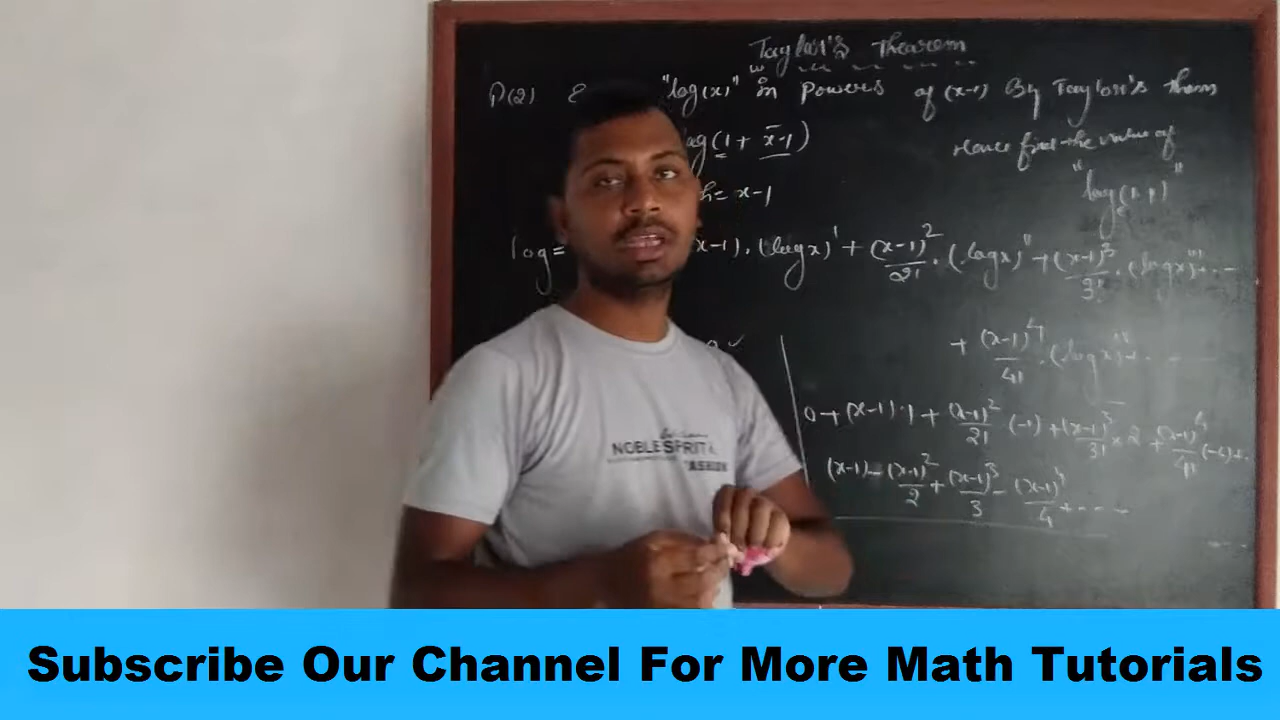 Taylor's Theorem
P(2) E "log(x)" in powers of (x-1) By Taylor's thm
Hence find the value of
"log(1.1)"
log(1 + x-1)
h = x-1
log= x-1). (logx)' + (x-1)²/2! . (logx)'' + (x-1)³/3! . (logx)''' + ...
+ (x-1)⁴/4! . (logx)
0 + (x-1).1 + (x-1)²/2! (-1) + (x-1)³/3! × 2 + (x-1)⁴/4!
(x-1) - (x-1)²/2 + (x-1)³/3 - (x-1)⁴/4 + ----
NOBLE SPRIT
FASHION
Subscribe Our Channel For More Math Tutorials